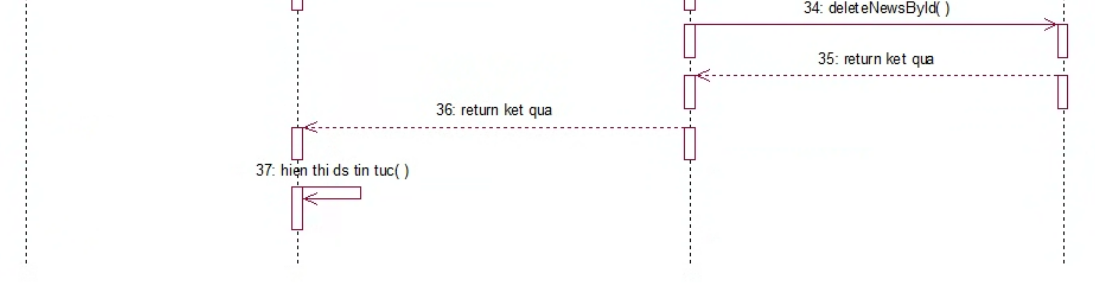 34: deleteNewsById( )
35: return ket qua
36: return ket qua
37: hien thi ds tin tuc( )